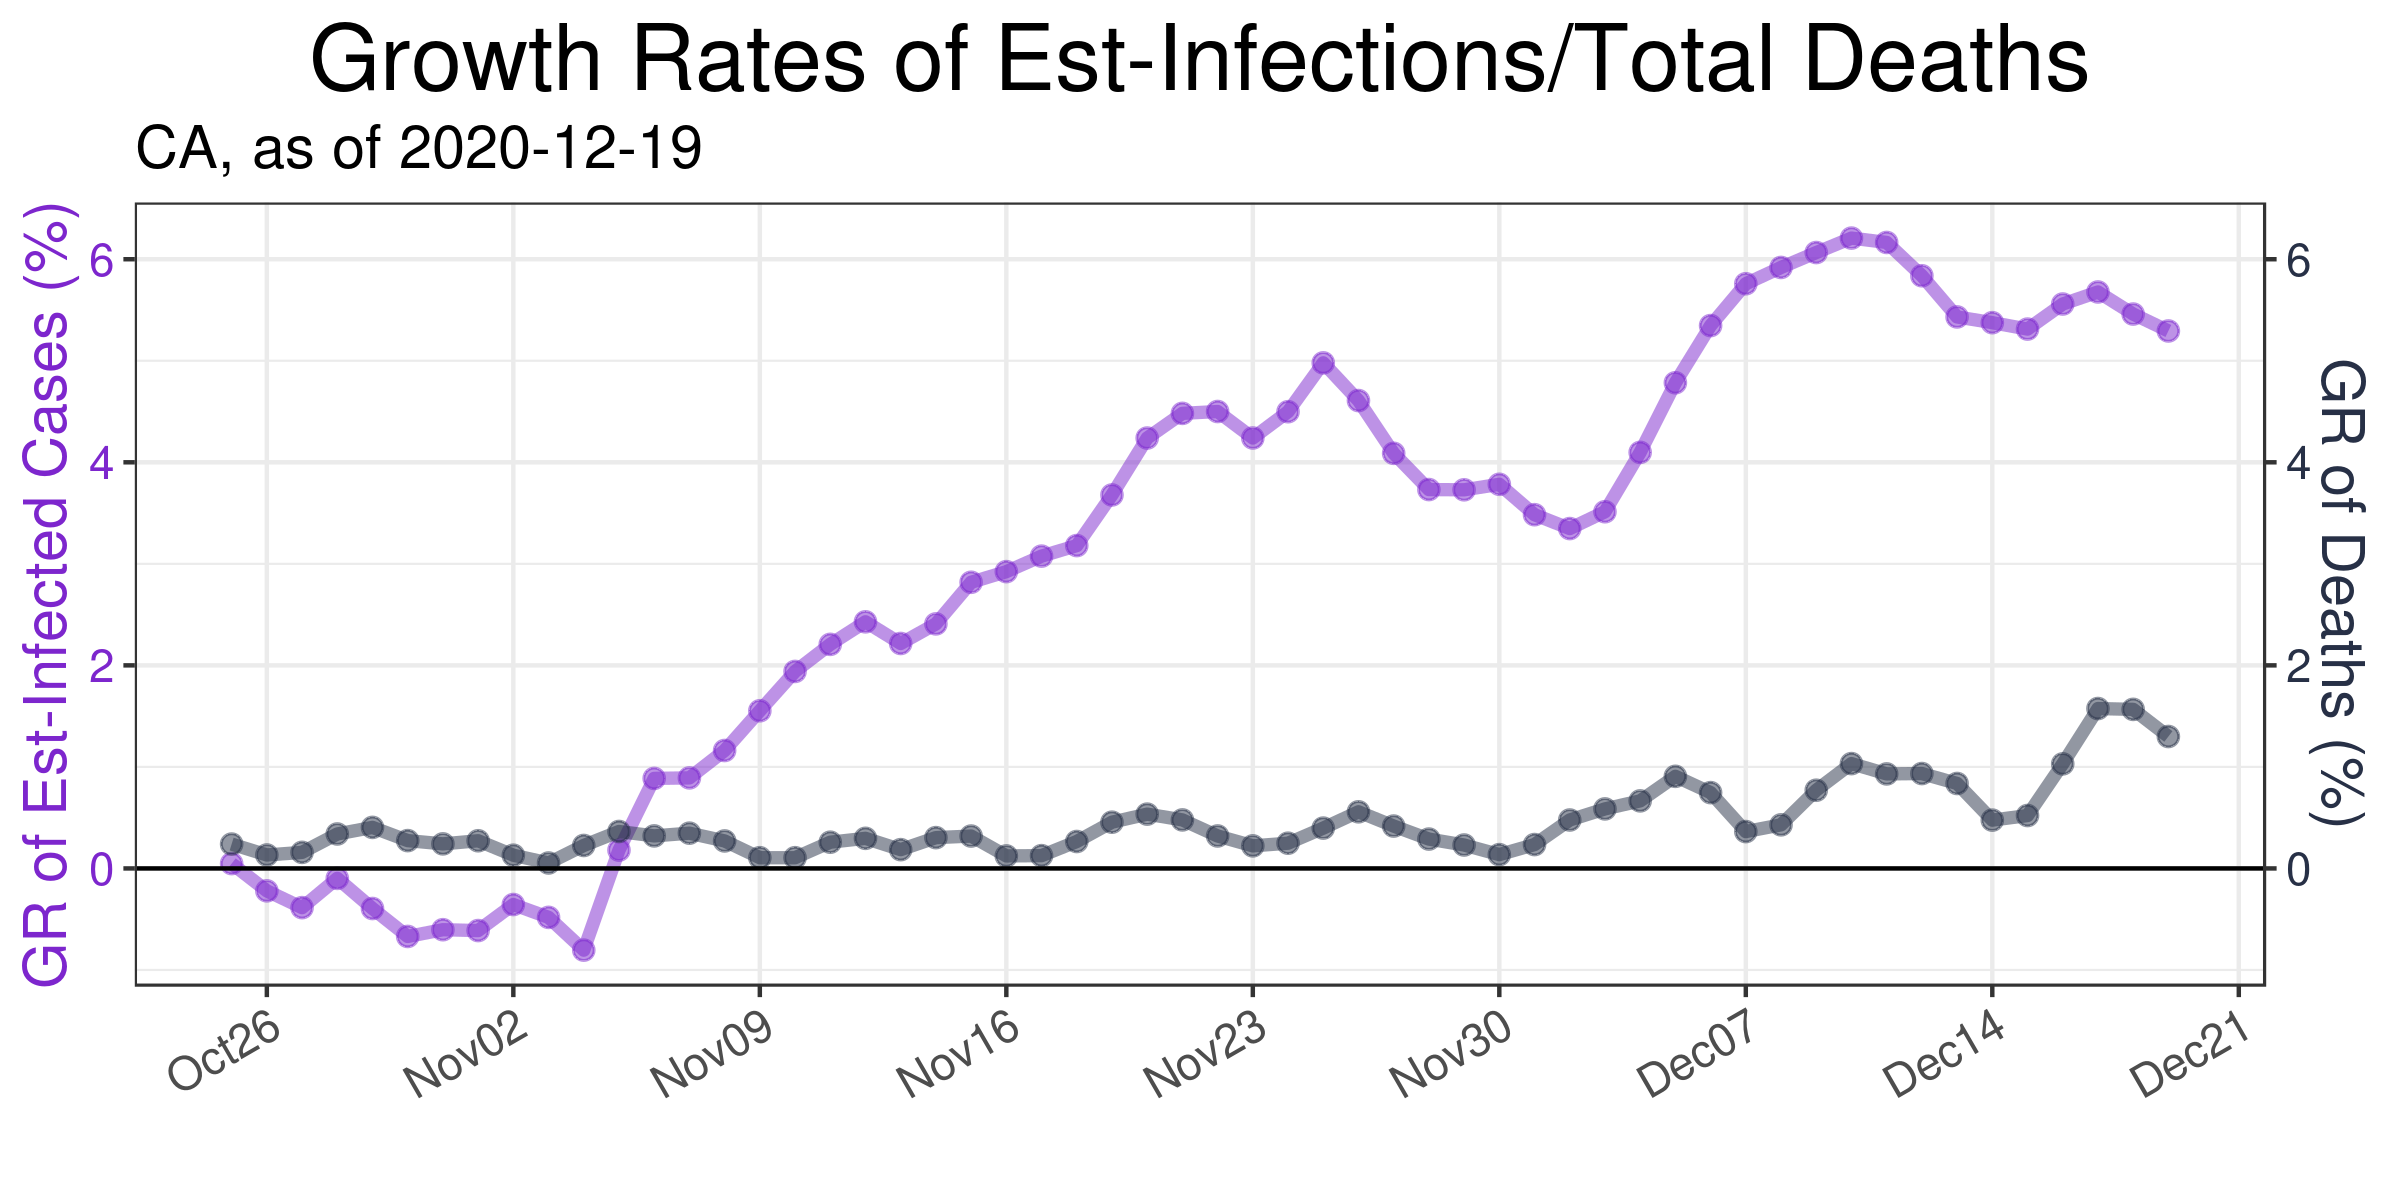 Growth Rates of Est-Infections/Total Deaths
CA, as of 2020-12-19
GR of Est-Infected Cases (%)
6
4
2
0
6
4
2
0
GR of Deaths (%)
Oct26
Nov02
Nov09
Nov16
Nov23
Nov30
Dec07
Dec14
Dec21